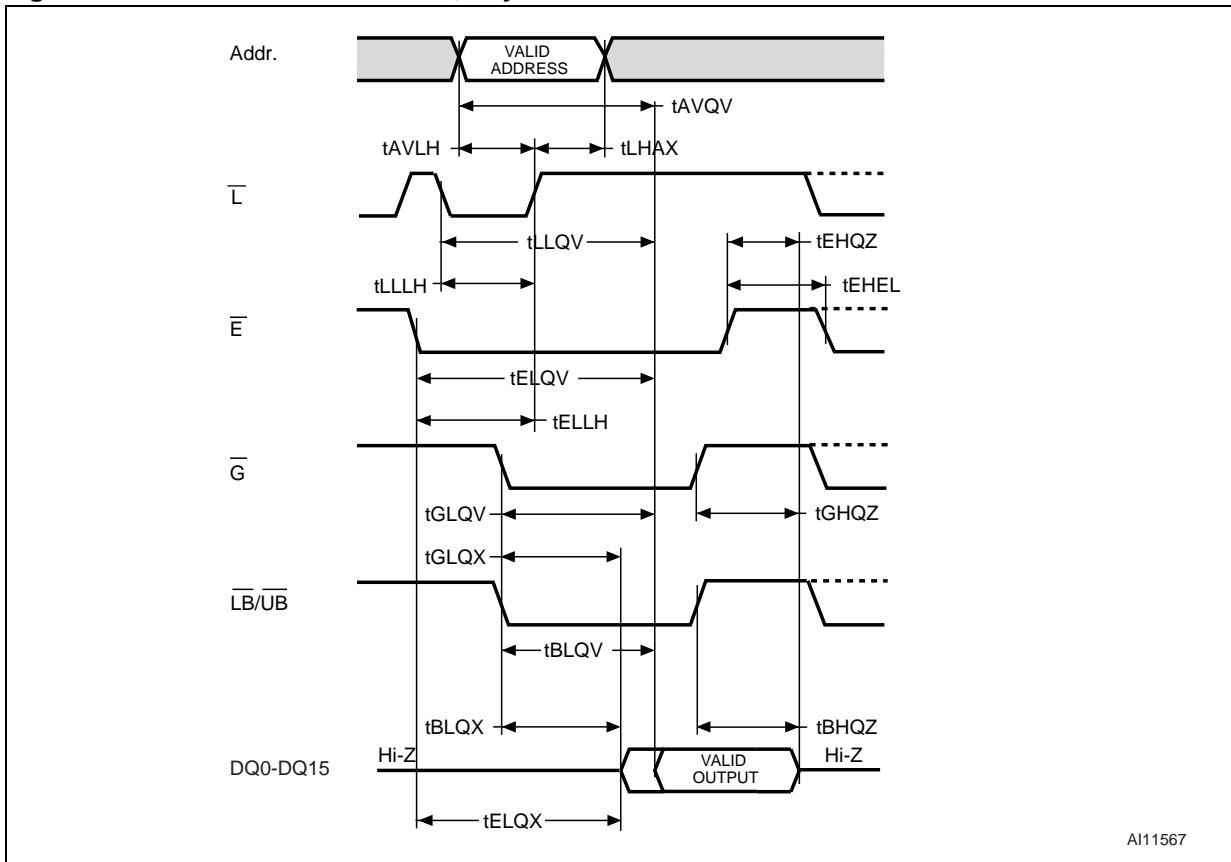 Addr.
VALID
ADDRESS
tAVQV
tAVLH
tLHAX
L
tLLQV
tEHQZ
tLLLH
tEHEL
E
tELQV
tELLH
G
tGLQV
tGHQZ
tGLQX
LB/UB
tBLQV
tBLQX
tBHQZ
DQ0-DQ15
Hi-Z
VALID
OUTPUT
Hi-Z
tELQX
AI11567